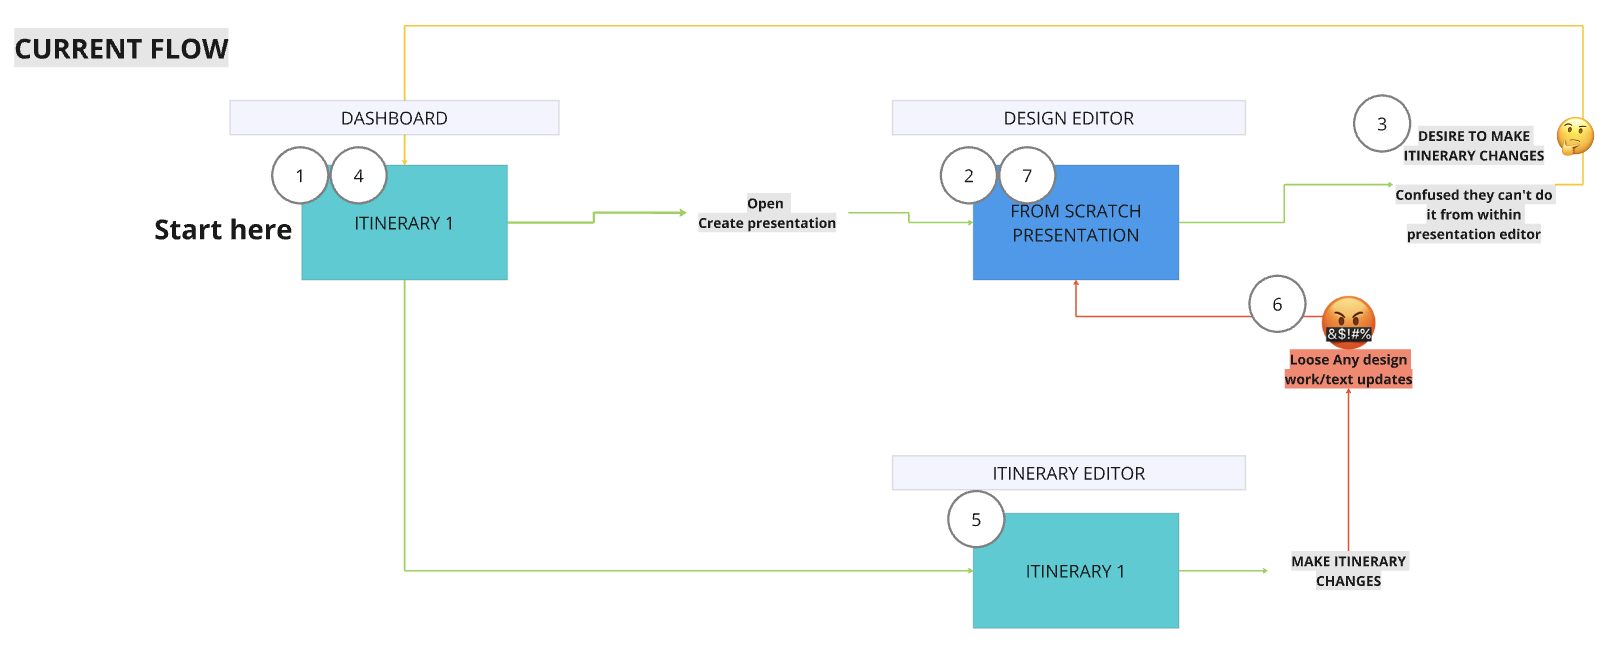 CURRENT FLOW
DASHBOARD
DESIGN EDITOR
3
DESIRE TO MAKE
ITINERARY CHANGES
1
4
2
7
Start here
ITINERARY 1
Open
Create presentation
FROM SCRATCH
PRESENTATION
Confused they can't do
it from within
presentation editor
6
&$!#%
Loose Any design
work/text updates
ITINERARY EDITOR
5
ITINERARY 1
MAKE ITINERARY
CHANGES